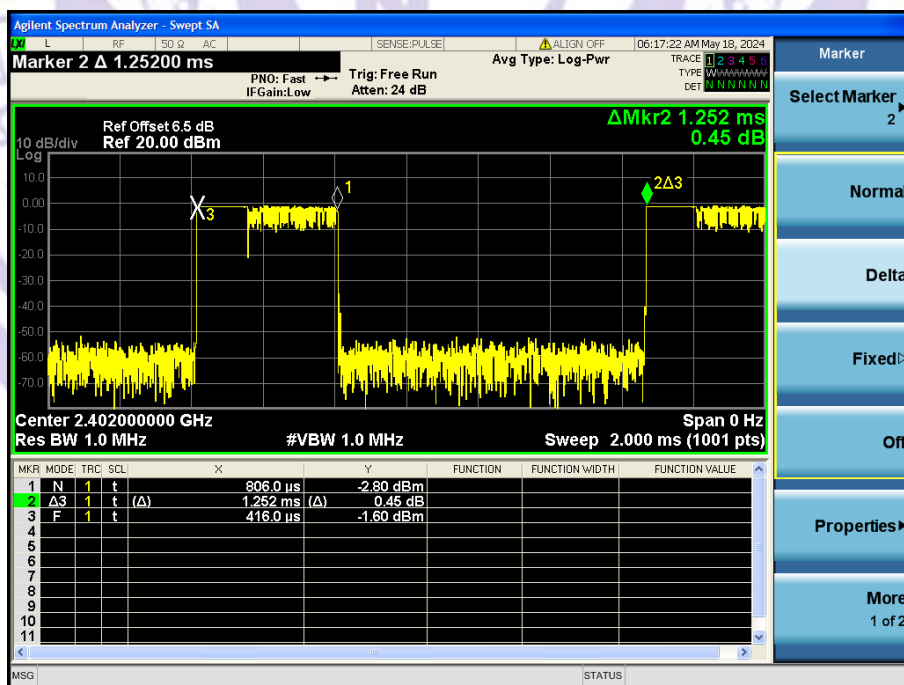 Agilent Spectrum Analyzer - Swept SA
LXI L RF 50 Ω AC SENSE:PULSE ALIGN OFF 06:17:22 AM May 18, 2024
Marker 2 Δ 1.25200 ms
PNO: Fast
IFGain:Low
Trig: Free Run
Atten: 24 dB
Avg Type: Log-Pwr
TRACE 1 2 3 4 5 6
TYPE WWWWWW
DET N N N N N N
ΔMkr2 1.252 ms
0.45 dB
Ref Offset 6.5 dB
10 dB/div Ref 20.00 dBm
Log
10.0
0.00
-10.0
-20.0
-30.0
-40.0
-50.0
-60.0
-70.0
3
1
2Δ3
Center 2.402000000 GHz Span 0 Hz
Res BW 1.0 MHz #VBW 1.0 MHz Sweep 2.000 ms (1001 pts)
MKR MODE TRC SCL X Y FUNCTION FUNCTION WIDTH FUNCTION VALUE
1 N 1 t 806.0 µs -2.80 dBm
2 Δ3 1 t (Δ) 1.252 ms (Δ) 0.45 dB
3 F 1 t 416.0 µs -1.60 dBm
4
5
6
7
8
9
10
11
MSG STATUS
Marker
Select Marker
2
Normal
Delta
Fixed
Off
Properties
More
1 of 2